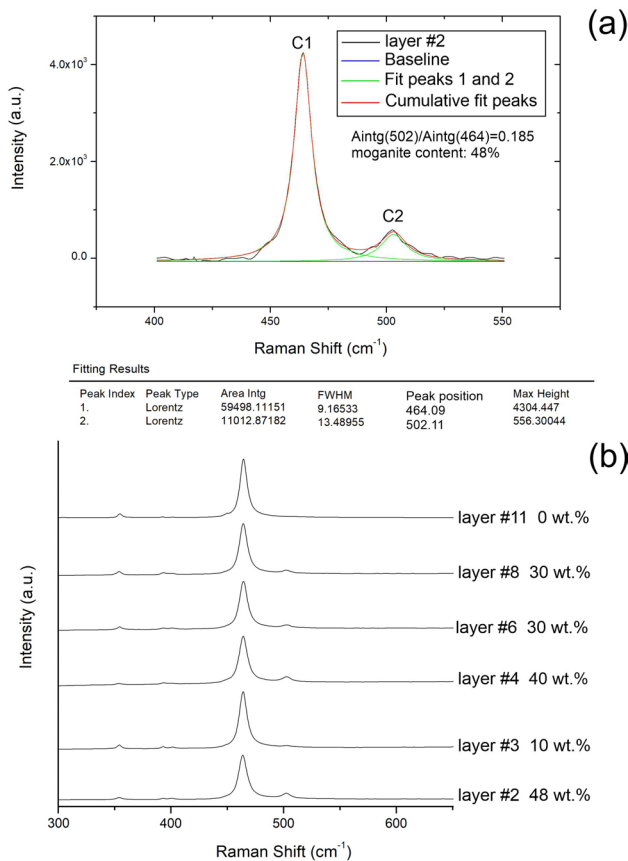 (a)
C1
layer #2
Baseline
Fit peaks 1 and 2
Cumulative fit peaks
Aintg(502)/Aintg(464)=0.185
moganite content: 48%
C2
4.0x10³
2.0x10³
0.0
Intensity (a.u.)
400 450 500 550
Raman Shift (cm⁻¹)
Fitting Results
Peak Index Peak Type Area Intg FWHM Peak position Max Height
1. Lorentz 59498.11151 9.16533 464.09 4304.447
2. Lorentz 11012.87182 13.48955 502.11 556.30044
(b)
layer #11 0 wt.%
layer #8 30 wt.%
layer #6 30 wt.%
layer #4 40 wt.%
layer #3 10 wt.%
layer #2 48 wt.%
Intensity (a.u.)
300 400 500 600
Raman Shift (cm⁻¹)